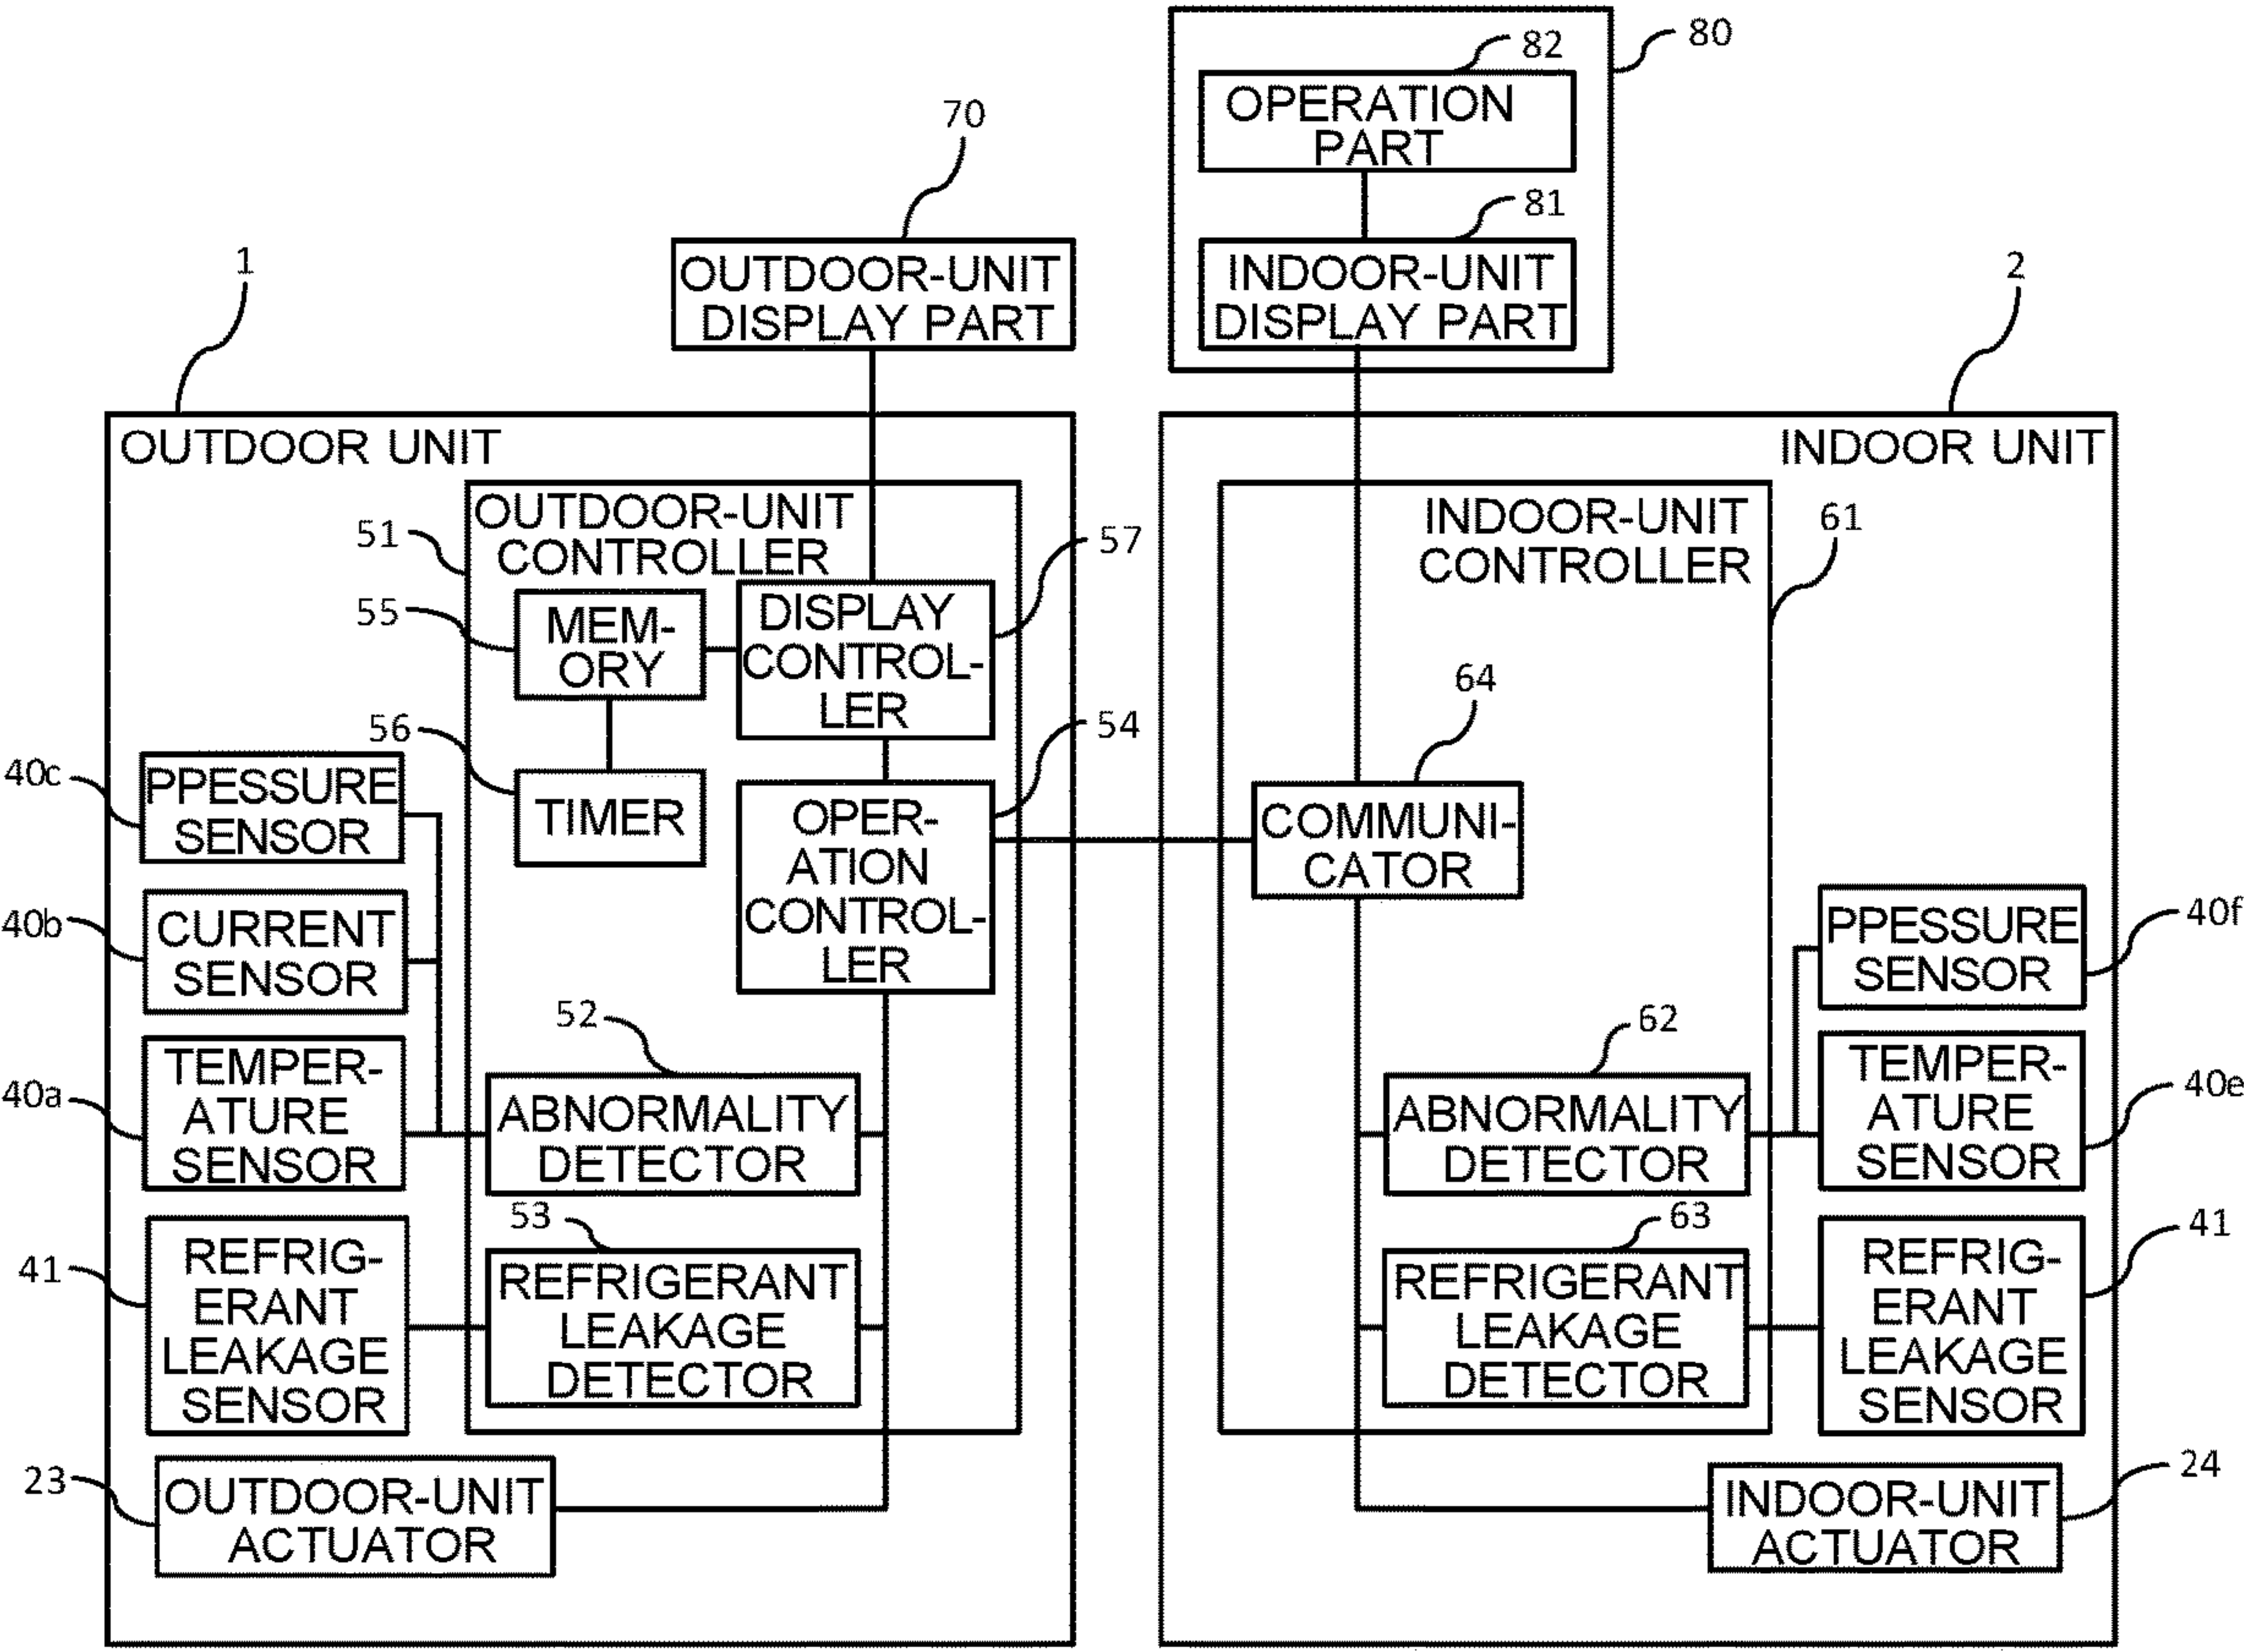 80
82
OPERATION
PART
70
81
1
OUTDOOR-UNIT
DISPLAY PART
INDOOR-UNIT
DISPLAY PART
2
OUTDOOR UNIT
INDOOR UNIT
51
OUTDOOR-UNIT
CONTROLLER
57
INDOOR-UNIT
CONTROLLER
61
55
MEM-
ORY
DISPLAY
CONTROL-
LER
64
56
54
40c
PPESSURE
SENSOR
TIMER
OPER-
ATION
CONTROL-
LER
COMMUNI-
CATOR
40b
CURRENT
SENSOR
PPESSURE
SENSOR
40f
52
62
40a
TEMPER-
ATURE
SENSOR
ABNORMALITY
DETECTOR
ABNORMALITY
DETECTOR
TEMPER-
ATURE
SENSOR
40e
53
63
41
REFRIG-
ERANT
LEAKAGE
SENSOR
REFRIGERANT
LEAKAGE
DETECTOR
REFRIGERANT
LEAKAGE
DETECTOR
REFRIG-
ERANT
LEAKAGE
SENSOR
41
23
OUTDOOR-UNIT
ACTUATOR
INDOOR-UNIT
ACTUATOR
24